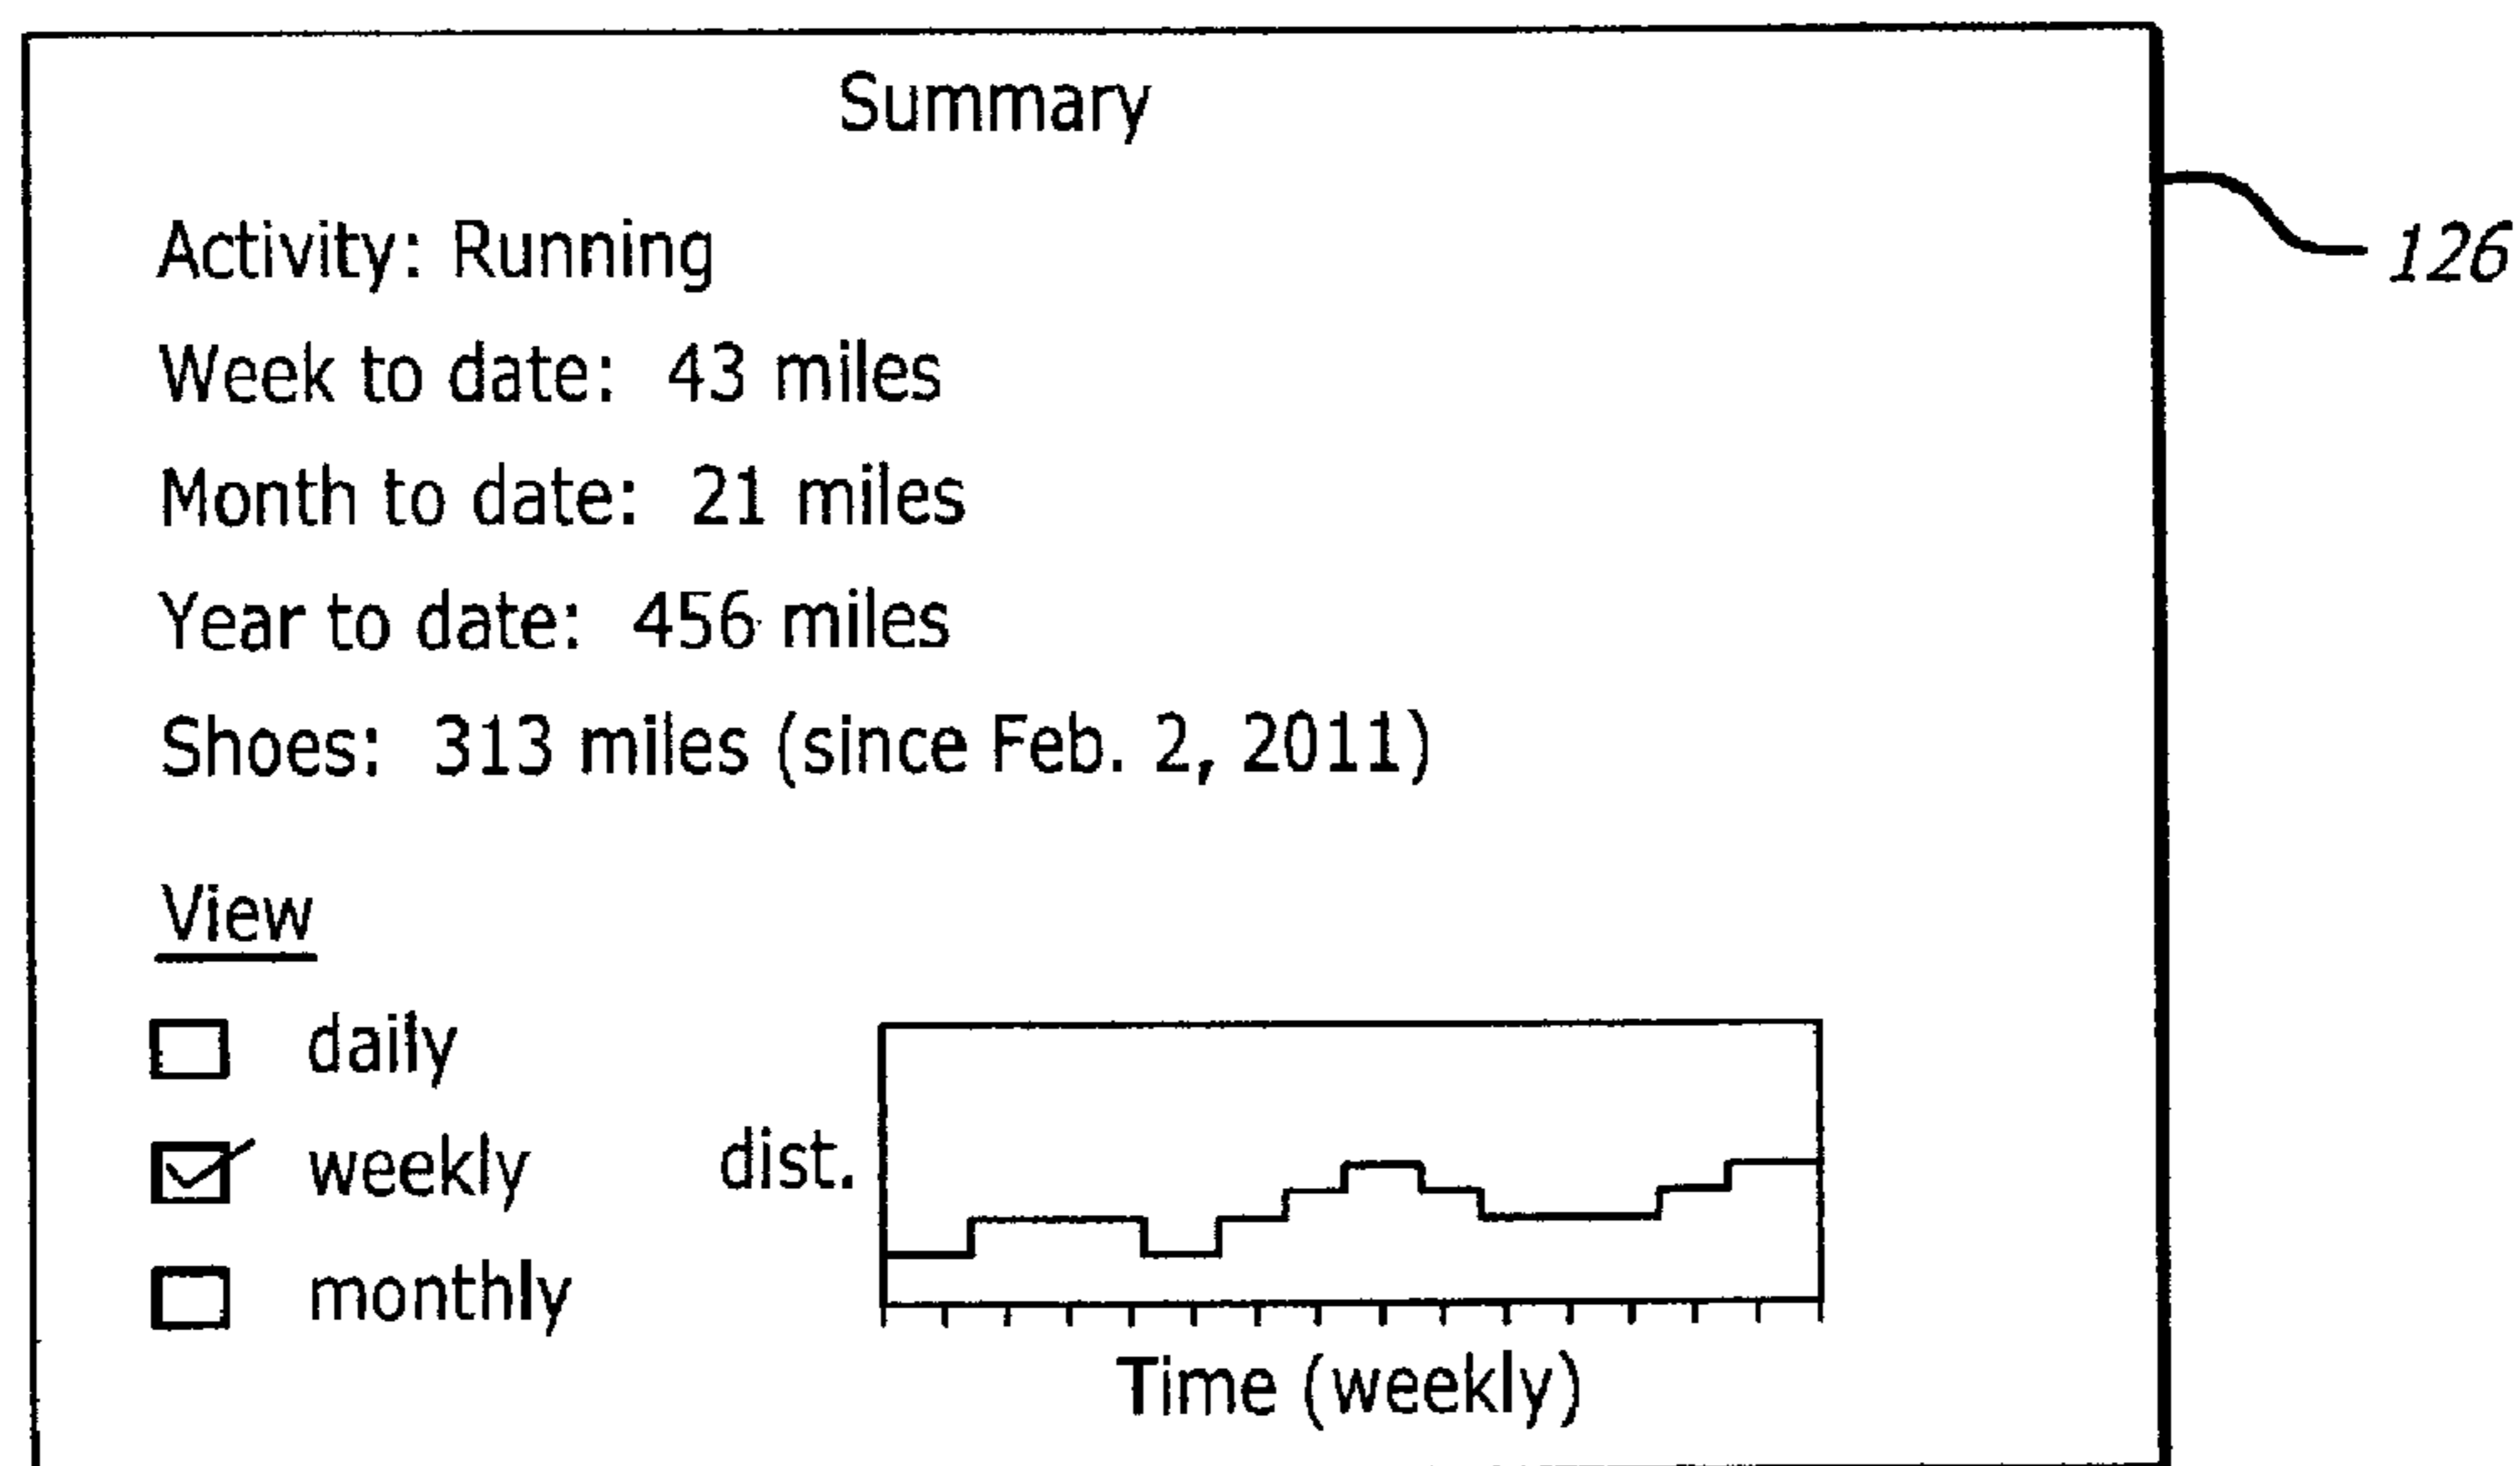 Summary
126
Activity: Running
Week to date: 43 miles
Month to date: 21 miles
Year to date: 456 miles
Shoes: 313 miles (since Feb. 2, 2011)
View
daily
weekly
monthly
dist.
Time (weekly)